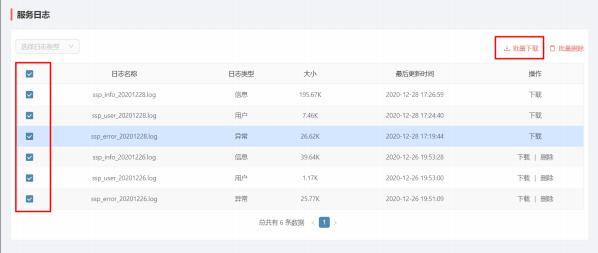 服务日志
选择日志类型 批量下载 批量删除
日志名称 日志类型 大小 最后更新时间 操作
ssp_info_20201228.log 信息 195.67K 2020-12-28 17:26:59 下载
ssp_user_20201228.log 用户 7.46K 2020-12-28 17:24:40 下载
ssp_error_20201228.log 异常 26.62K 2020-12-28 17:19:44 下载
ssp_info_20201226.log 信息 39.64K 2020-12-26 19:53:28 下载 | 删除
ssp_user_20201226.log 用户 1.17K 2020-12-26 19:53:00 下载 | 删除
ssp_error_20201226.log 异常 25.77K 2020-12-26 19:51:09 下载 | 删除
总共有 6 条数据 < 1 >